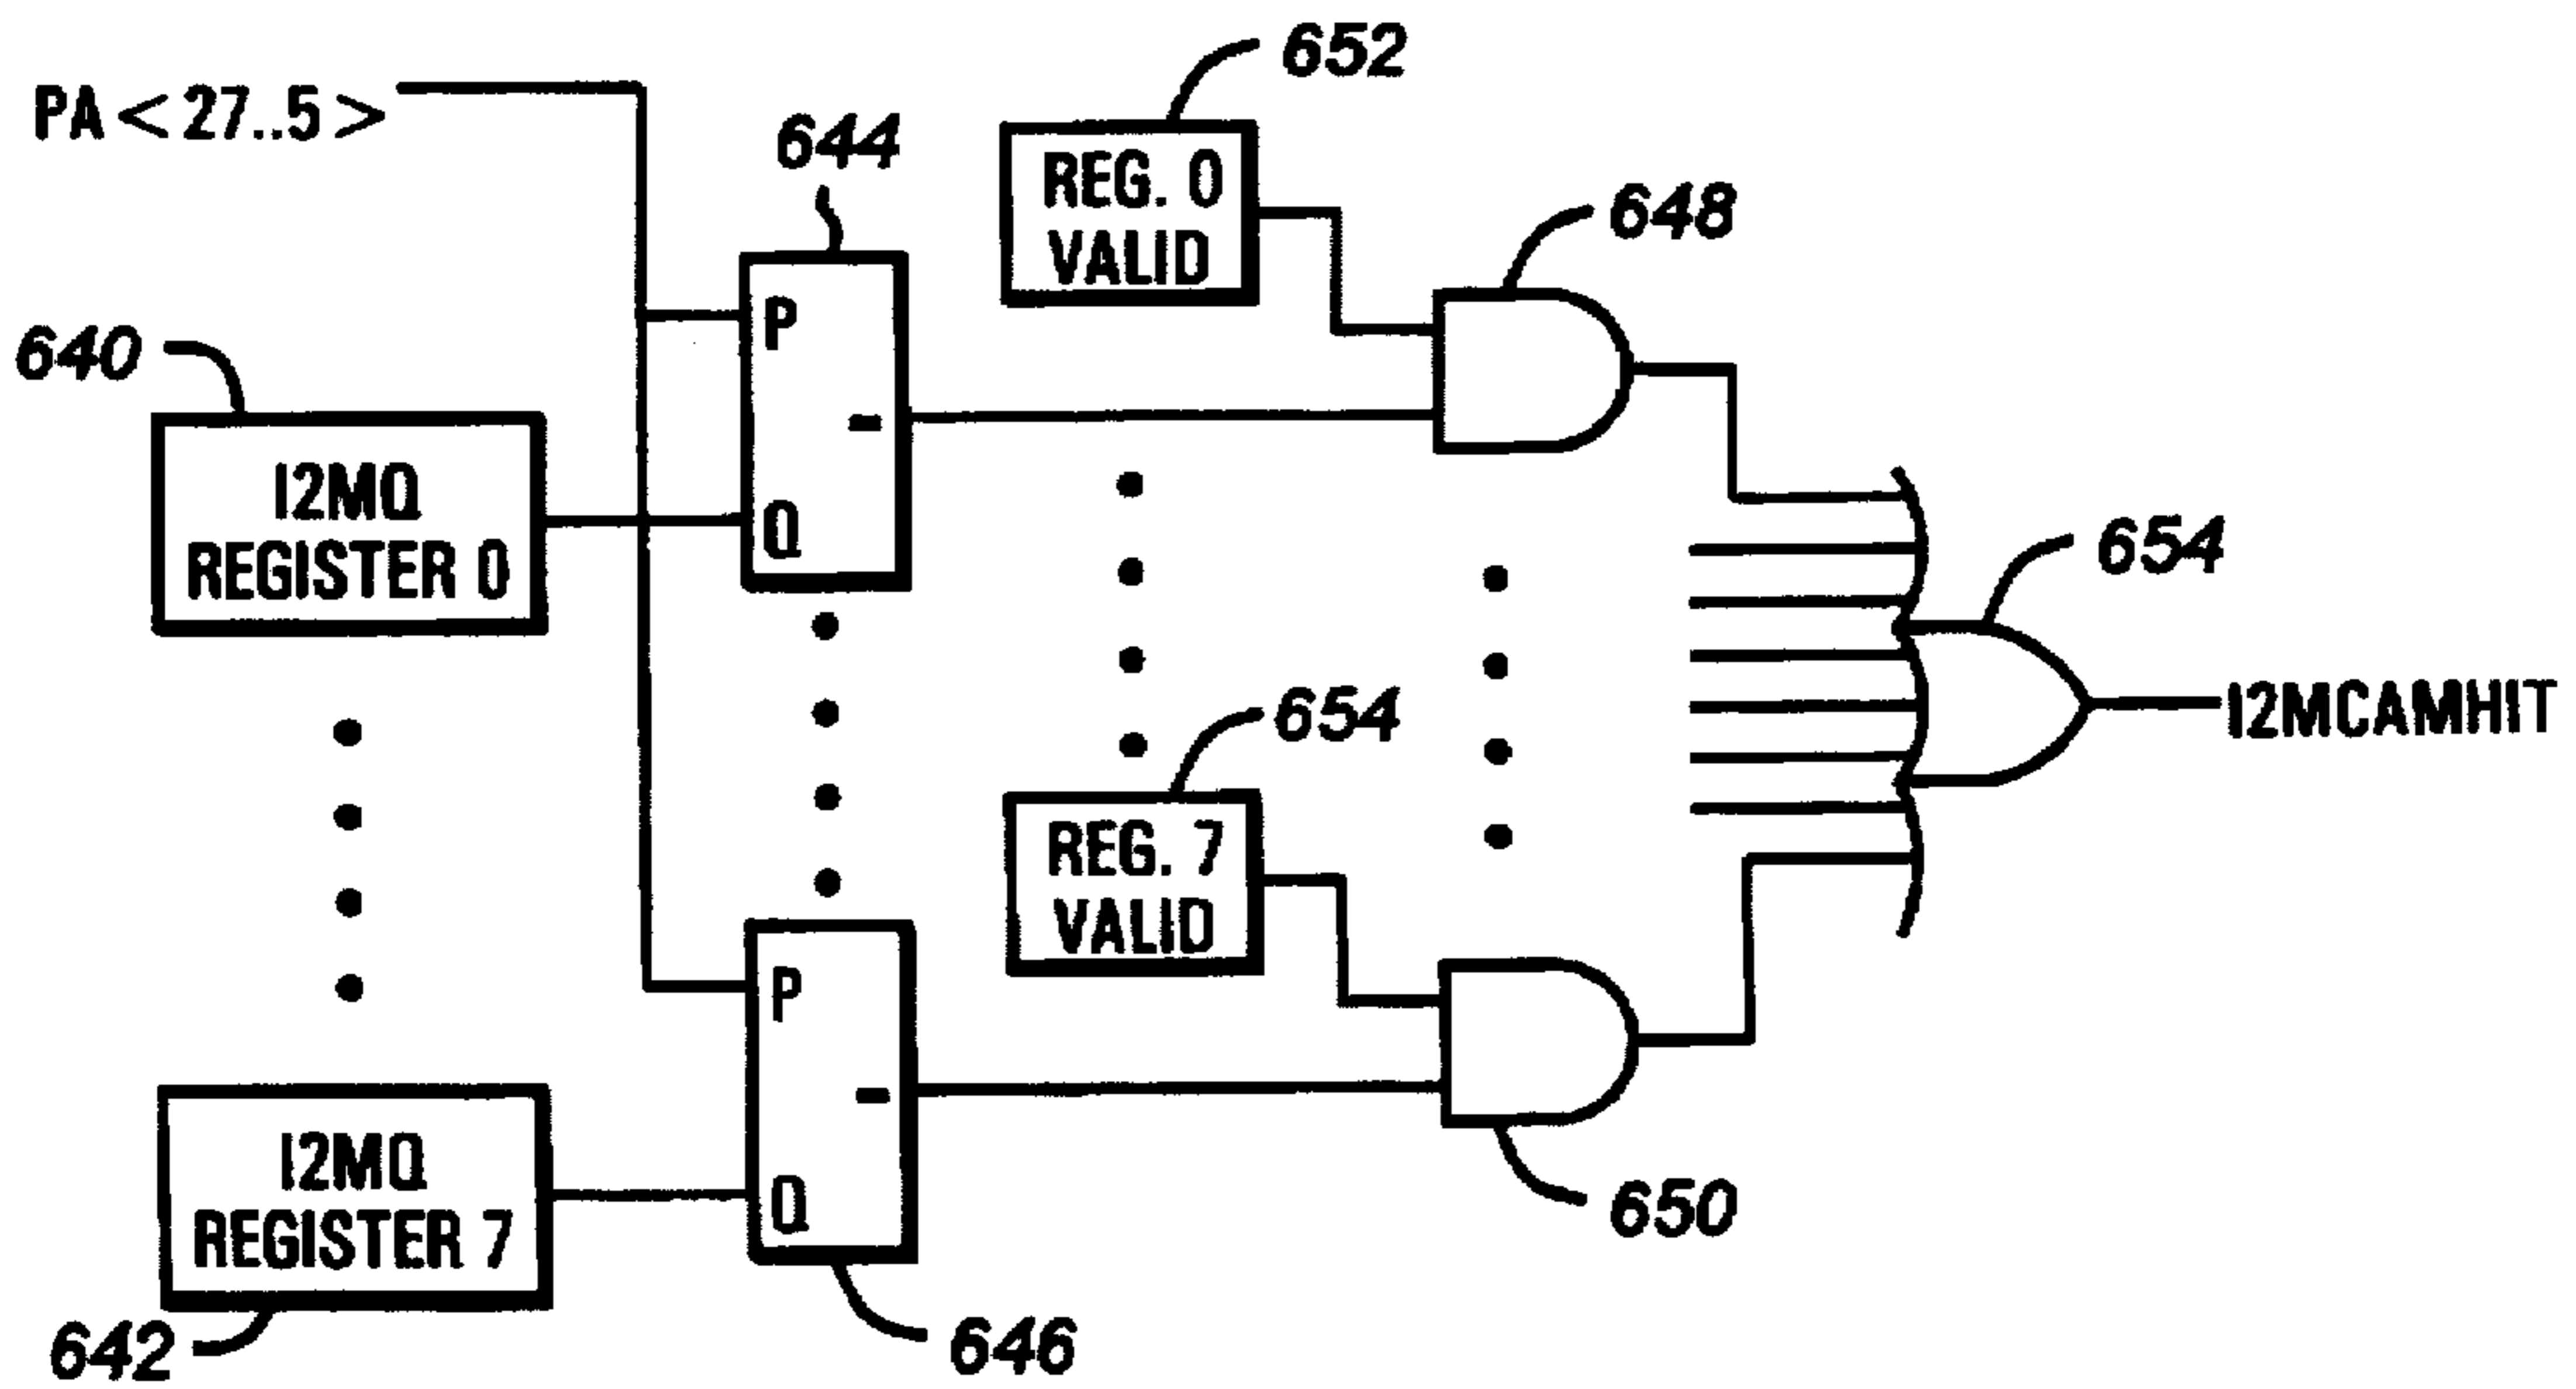 652
PA < 27..5 >
644
REG. 0
VALID
648
P
640
I2MQ
REGISTER 0
Q
-
654
654
I2MCAMHIT
REG. 7
VALID
P
-
I2MQ
REGISTER 7
Q
650
642
646